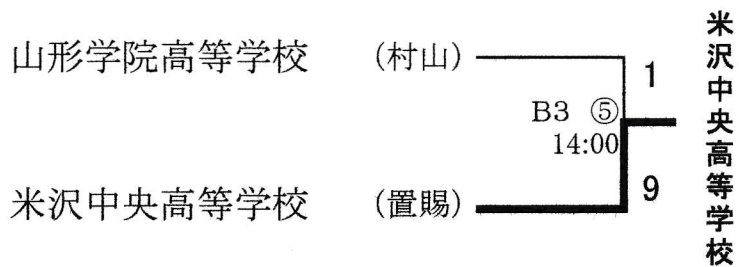 山形学院高等学校 (村山)
1
B3 ⑤
14:00
米沢中央高等学校 (置賜)
9
米沢中央高等学校